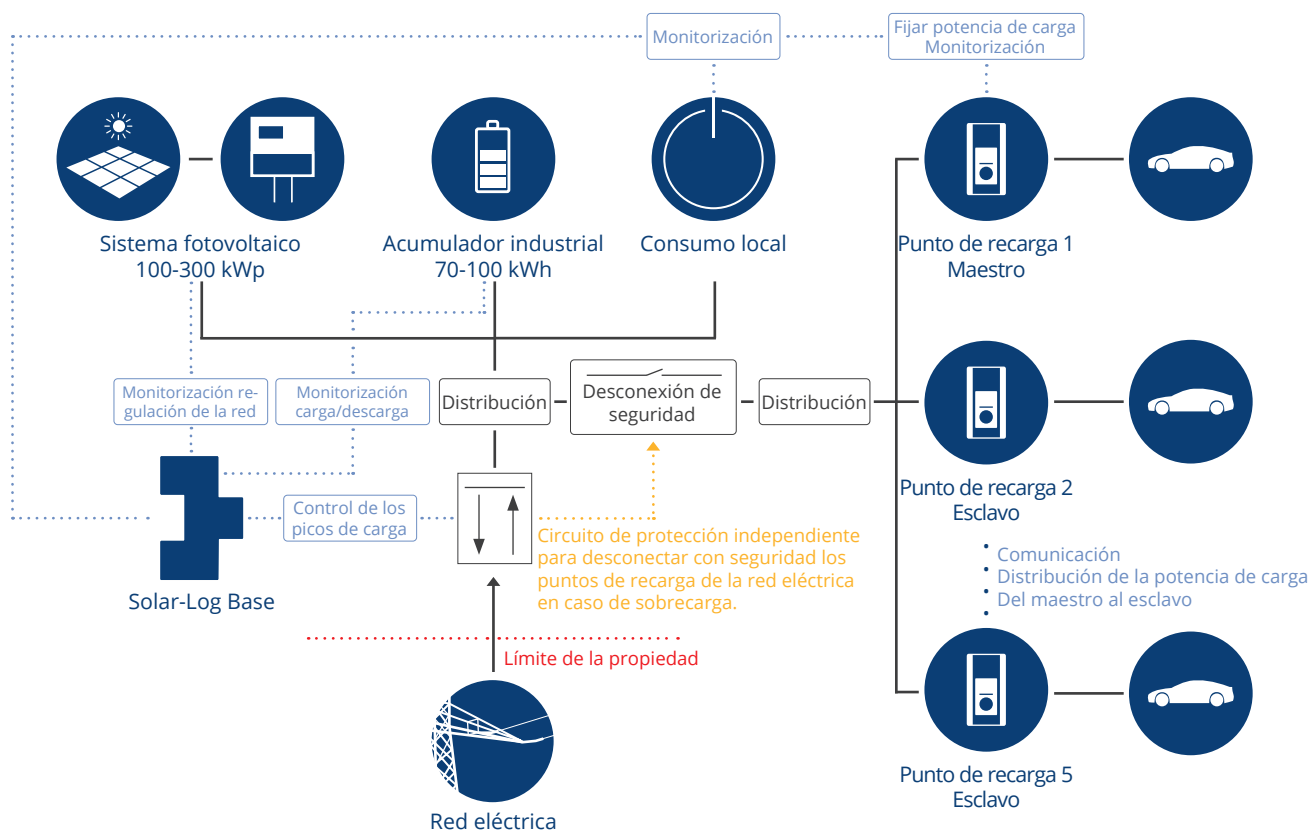 Monitorización
Fijar potencia de carga
Monitorización
Sistema fotovoltaico
100-300 kWp
Acumulador industrial
70-100 kWh
Consumo local
Punto de recarga 1
Maestro
Monitorización re-
gulación de la red
Monitorización
carga/descarga
Distribución
Desconexión de
seguridad
Distribución
Punto de recarga 2
Esclavo
Control de los
picos de carga
Solar-Log Base
Circuito de protección independiente
para desconectar con seguridad los
puntos de recarga de la red eléctrica
en caso de sobrecarga.
Comunicación
Distribución de la potencia de carga
Del maestro al esclavo
Límite de la propiedad
Red eléctrica
Punto de recarga 5
Esclavo